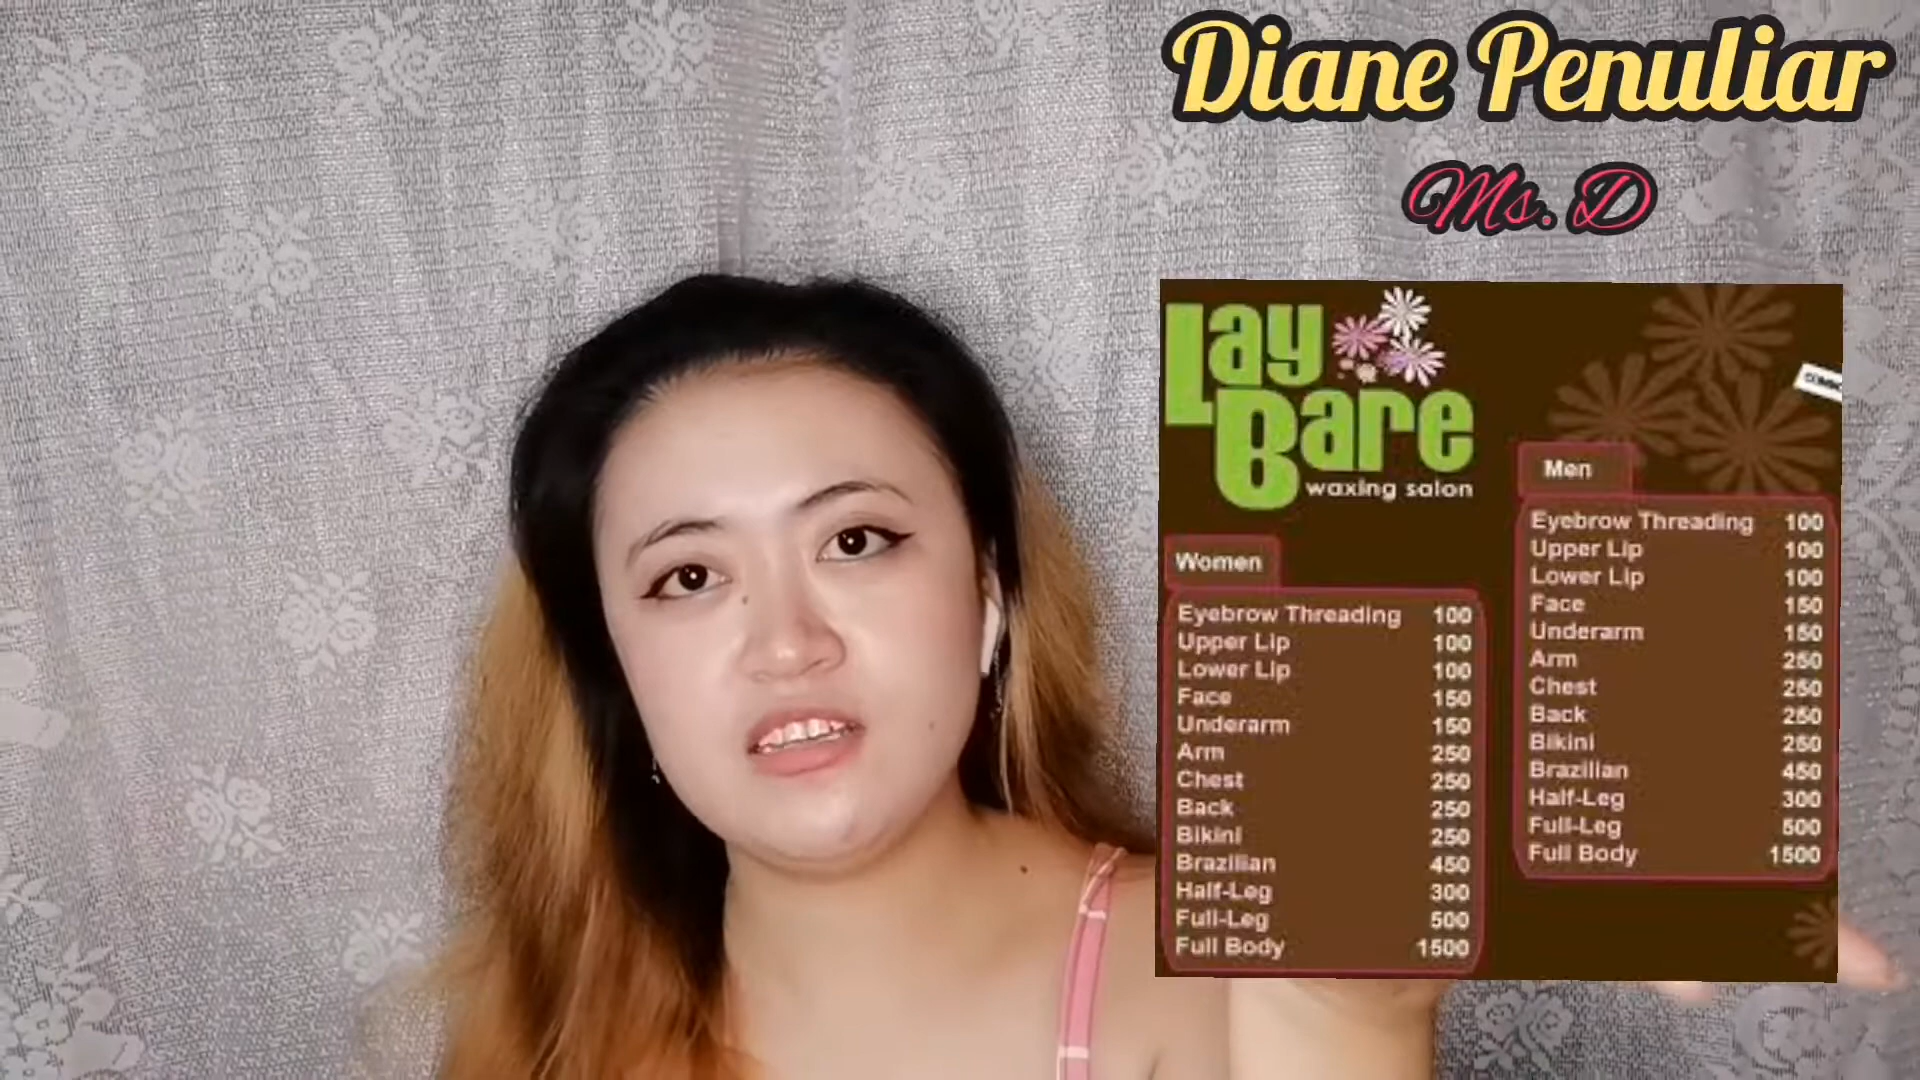 Diane Penuliar
Ms. D
Lay
Bare
waxing salon
Women
Eyebrow Threading 100
Upper Lip 100
Lower Lip 100
Face 150
Underarm 150
Arm 250
Chest 250
Back 250
Bikini 250
Brazilian 450
Half-Leg 300
Full-Leg 500
Full Body 1500
Men
Eyebrow Threading 100
Upper Lip 100
Lower Lip 100
Face 150
Underarm 150
Arm 250
Chest 250
Back 250
Bikini 250
Brazilian 450
Half-Leg 300
Full-Leg 500
Full Body 1500